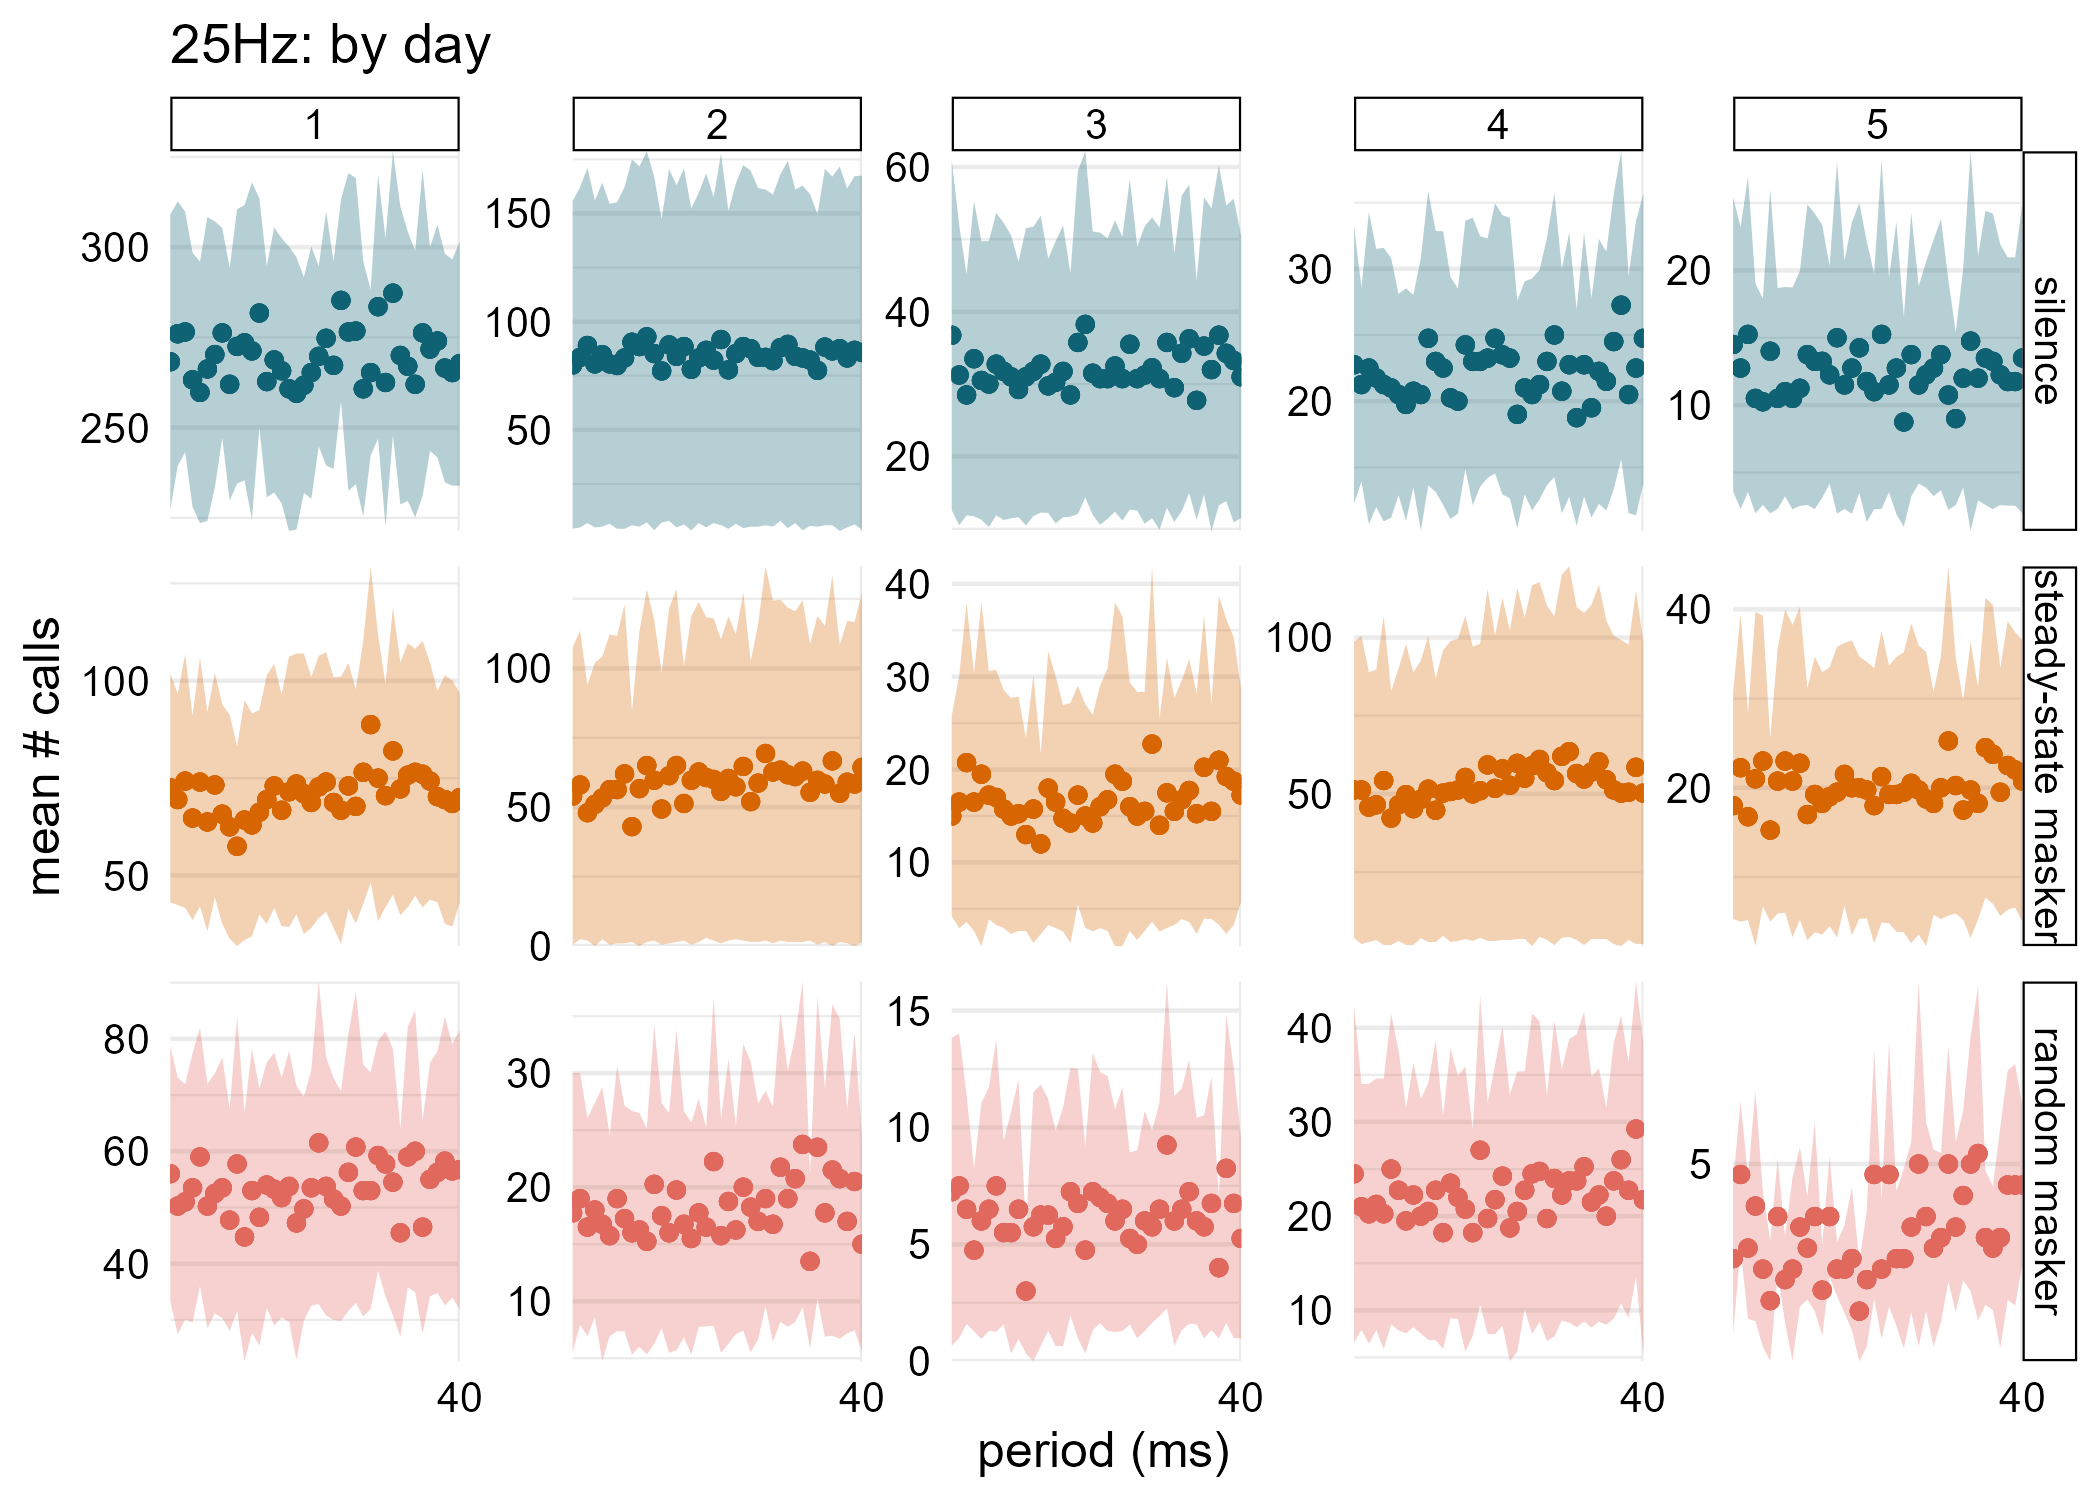 25Hz: by day
1 2 3 4 5
300 150 60 30 20
250 100 40 20 10
50 20
silence
100 100 40 100 40
50 50 30 50 20
0 20
10
steady-state masker
80 30 15 40 5
60 20 10 30
40 10 5 20
0 10
random masker
mean # calls
40 40 40 40 40
period (ms)